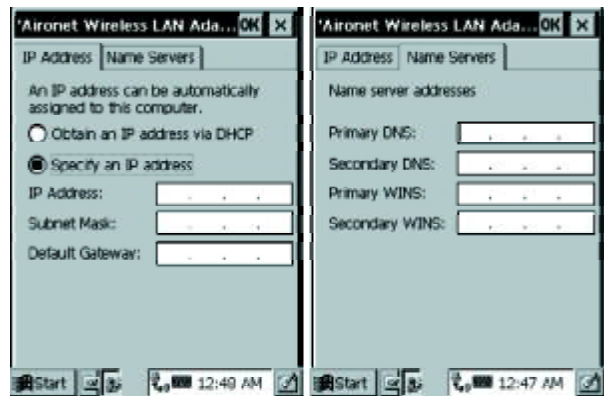 'Aironet Wireless LAN Ada... OK ×
IP Address Name Servers
An IP address can be automatically
assigned to this computer.
Obtain an IP address via DHCP
Specify an IP address
IP Address: . . .
Subnet Mask: . . .
Default Gateway: . . .
Start 12:48 AM
'Aironet Wireless LAN Ada... OK ×
IP Address Name Servers
Name server addresses
Primary DNS: . . .
Secondary DNS: . . .
Primary WINS: . . .
Secondary WINS: . . .
Start 12:47 AM